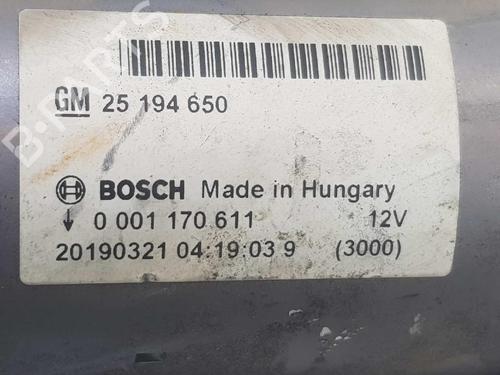 GM 25 194 650
BOSCH Made in Hungary
0 001 170 611 12V
20190321 04:19:03 9 (3000)
B-PARTS